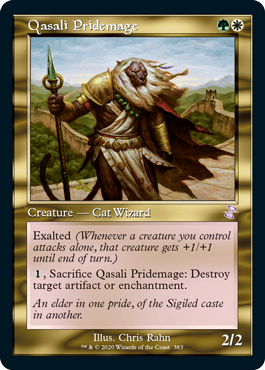 Qasali Pridemage
Creature — Cat Wizard
Exalted (Whenever a creature you control
attacks alone, that creature gets +1/+1
until end of turn.)
1, Sacrifice Qasali Pridemage: Destroy
target artifact or enchantment.
An elder in one pride, of the Sigiled caste
in another.
Illus. Chris Rahn
2/2
™ & © 2020 Wizards of the Coast 383